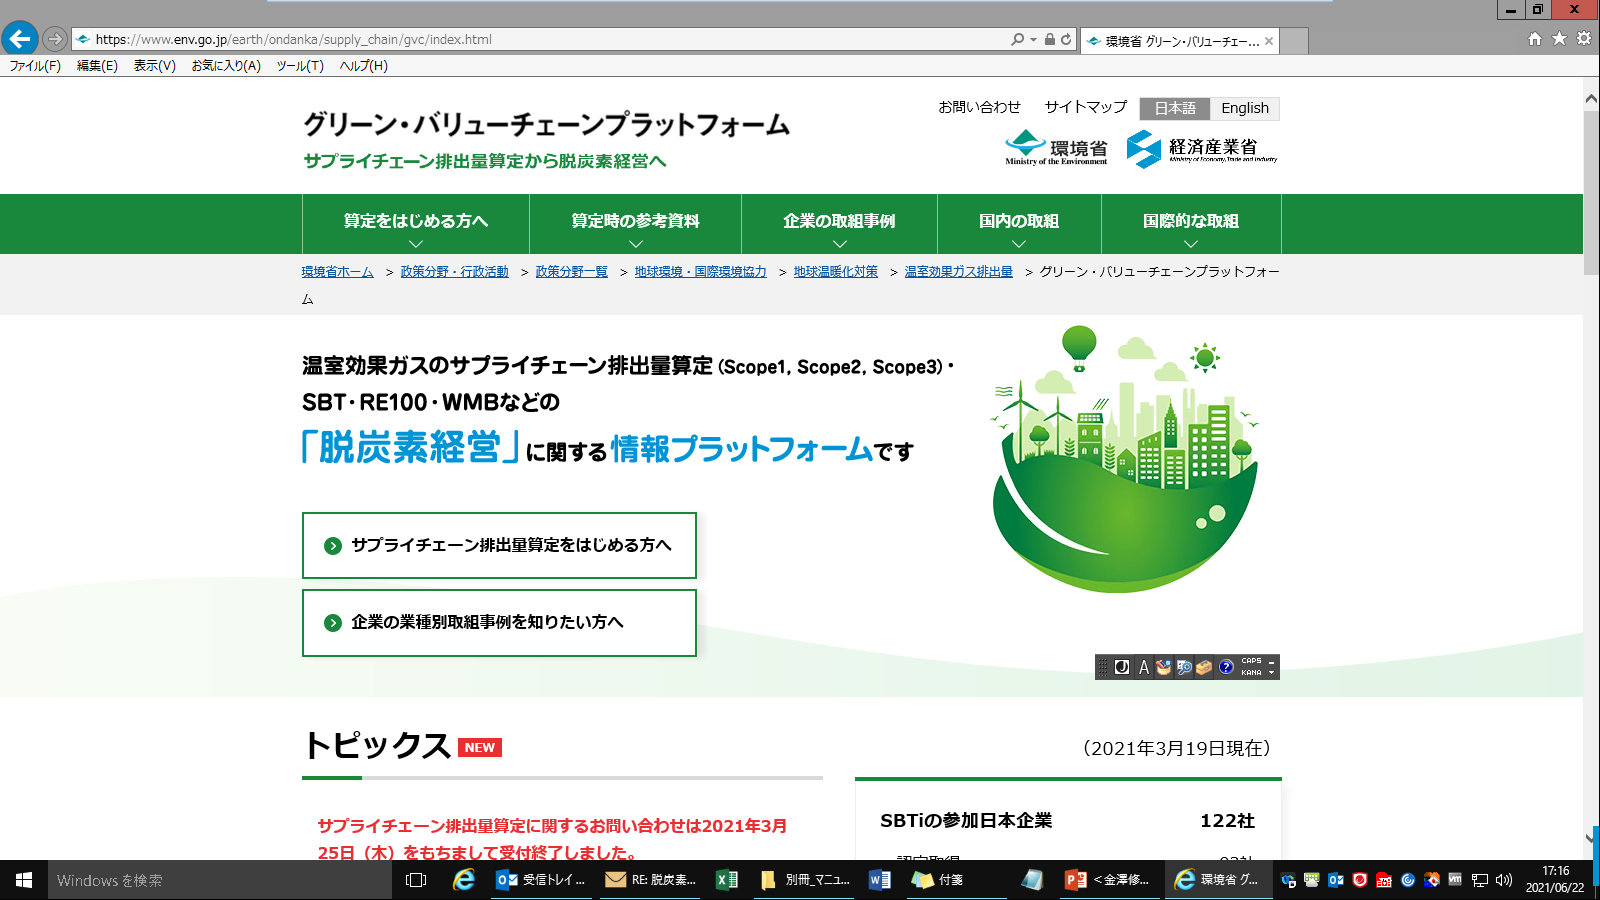 https://www.env.go.jp/earth/ondanka/supply_chain/gvc/index.html
環境省 グリーン・バリューチェー...
ファイル(F) 編集(E) 表示(V) お気に入り(A) ツール(T) ヘルプ(H)
お問い合わせ サイトマップ 日本語 English
グリーン・バリューチェーンプラットフォーム
サプライチェーン排出量算定から脱炭素経営へ
環境省
Ministry of the Environment
経済産業省
Ministry of Economy, Trade and Industry
算定をはじめる方へ 算定時の参考資料 企業の取組事例 国内の取組 国際的な取組
環境省ホーム > 政策分野・行政活動 > 政策分野一覧 > 地球環境・国際環境協力 > 地球温暖化対策 > 温室効果ガス排出量 > グリーン・バリューチェーンプラットフォー
ム
温室効果ガスのサプライチェーン排出量算定(Scope1, Scope2, Scope3)・
SBT・RE100・WMBなどの
「脱炭素経営」に関する情報プラットフォームです
サプライチェーン排出量算定をはじめる方へ
企業の業種別取組事例を知りたい方へ
A CAPS
KANA
トピックス NEW
（2021年3月19日現在）
サプライチェーン排出量算定に関するお問い合わせは2021年3月
25日（木）をもちまして受付終了しました。
SBTiの参加日本企業 122社
Windows を検索
受信トレイ...
RE: 脱炭素...
別冊_マニュ...
付箋
＜金澤修...
環境省 グ...
17:16
2021/06/22